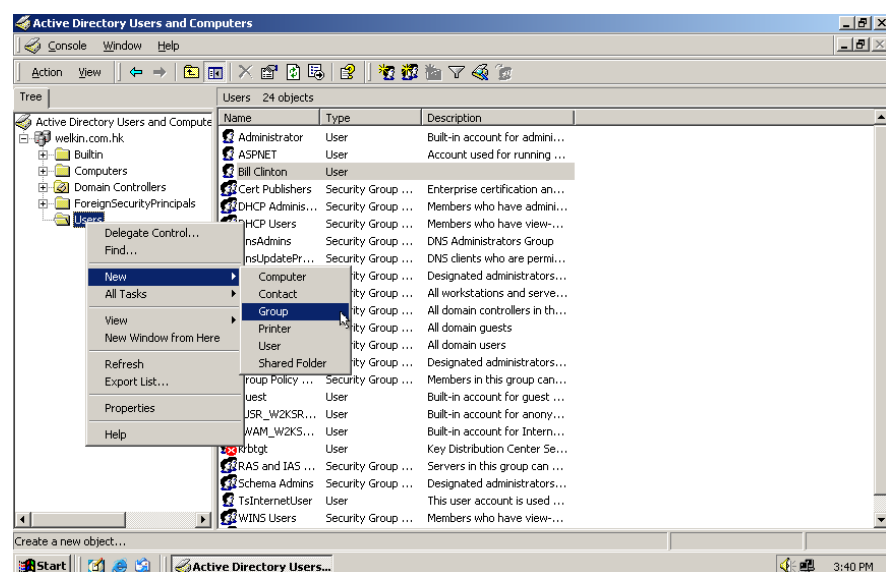 Active Directory Users and Computers
Console Window Help
Action View
Tree
Users 24 objects
Active Directory Users and Compute
welkin.com.hk
Builtin
Computers
Domain Controllers
ForeignSecurityPrincipals
Users
Name Type Description
Administrator User Built-in account for admini...
ASPNET User Account used for running ...
Bill Clinton User
Cert Publishers Security Group ... Enterprise certification an...
DHCP Adminis... Security Group ... Members who have admini...
HCP Users Security Group ... Members who have view-...
nsAdmins Security Group ... DNS Administrators Group
nsUpdatePr... Security Group ... DNS clients who are permi...
ity Group ... Designated administrators...
ity Group ... All workstations and serve...
ity Group ... All domain controllers in th...
ity Group ... All domain guests
ity Group ... All domain users
ity Group ... Designated administrators...
roup Policy ... Security Group ... Members in this group can...
uest User Built-in account for guest ...
USR_W2KSR... User Built-in account for anony...
WAM_W2KS... User Built-in account for Intern...
krbtgt User Key Distribution Center Se...
RAS and IAS ... Security Group ... Servers in this group can ...
Schema Admins Security Group ... Designated administrators...
TsInternetUser User This user account is used ...
WINS Users Security Group ... Members who have view-...
Delegate Control...
Find...
New
All Tasks
View
New Window from Here
Refresh
Export List...
Properties
Help
Computer
Contact
Group
Printer
User
Shared Folder
Create a new object...
Start
Active Directory Users...
3:40 PM